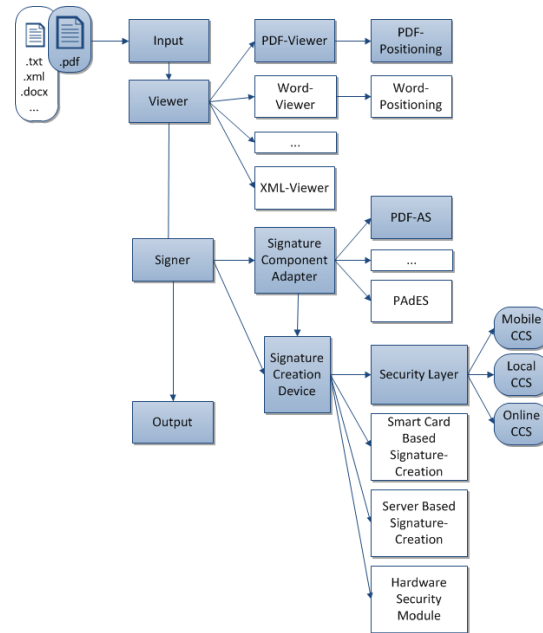 .txt
.xml
.docx
...
.pdf
Input
Viewer
PDF-Viewer
PDF-
Positioning
Word-
Viewer
Word-
Positioning
...
XML-Viewer
Signer
Signature
Component
Adapter
PDF-AS
...
PAdES
Signature
Creation
Device
Security Layer
Mobile
CCS
Local
CCS
Online
CCS
Output
Smart Card
Based
Signature-
Creation
Server Based
Signature-
Creation
Hardware
Security
Module